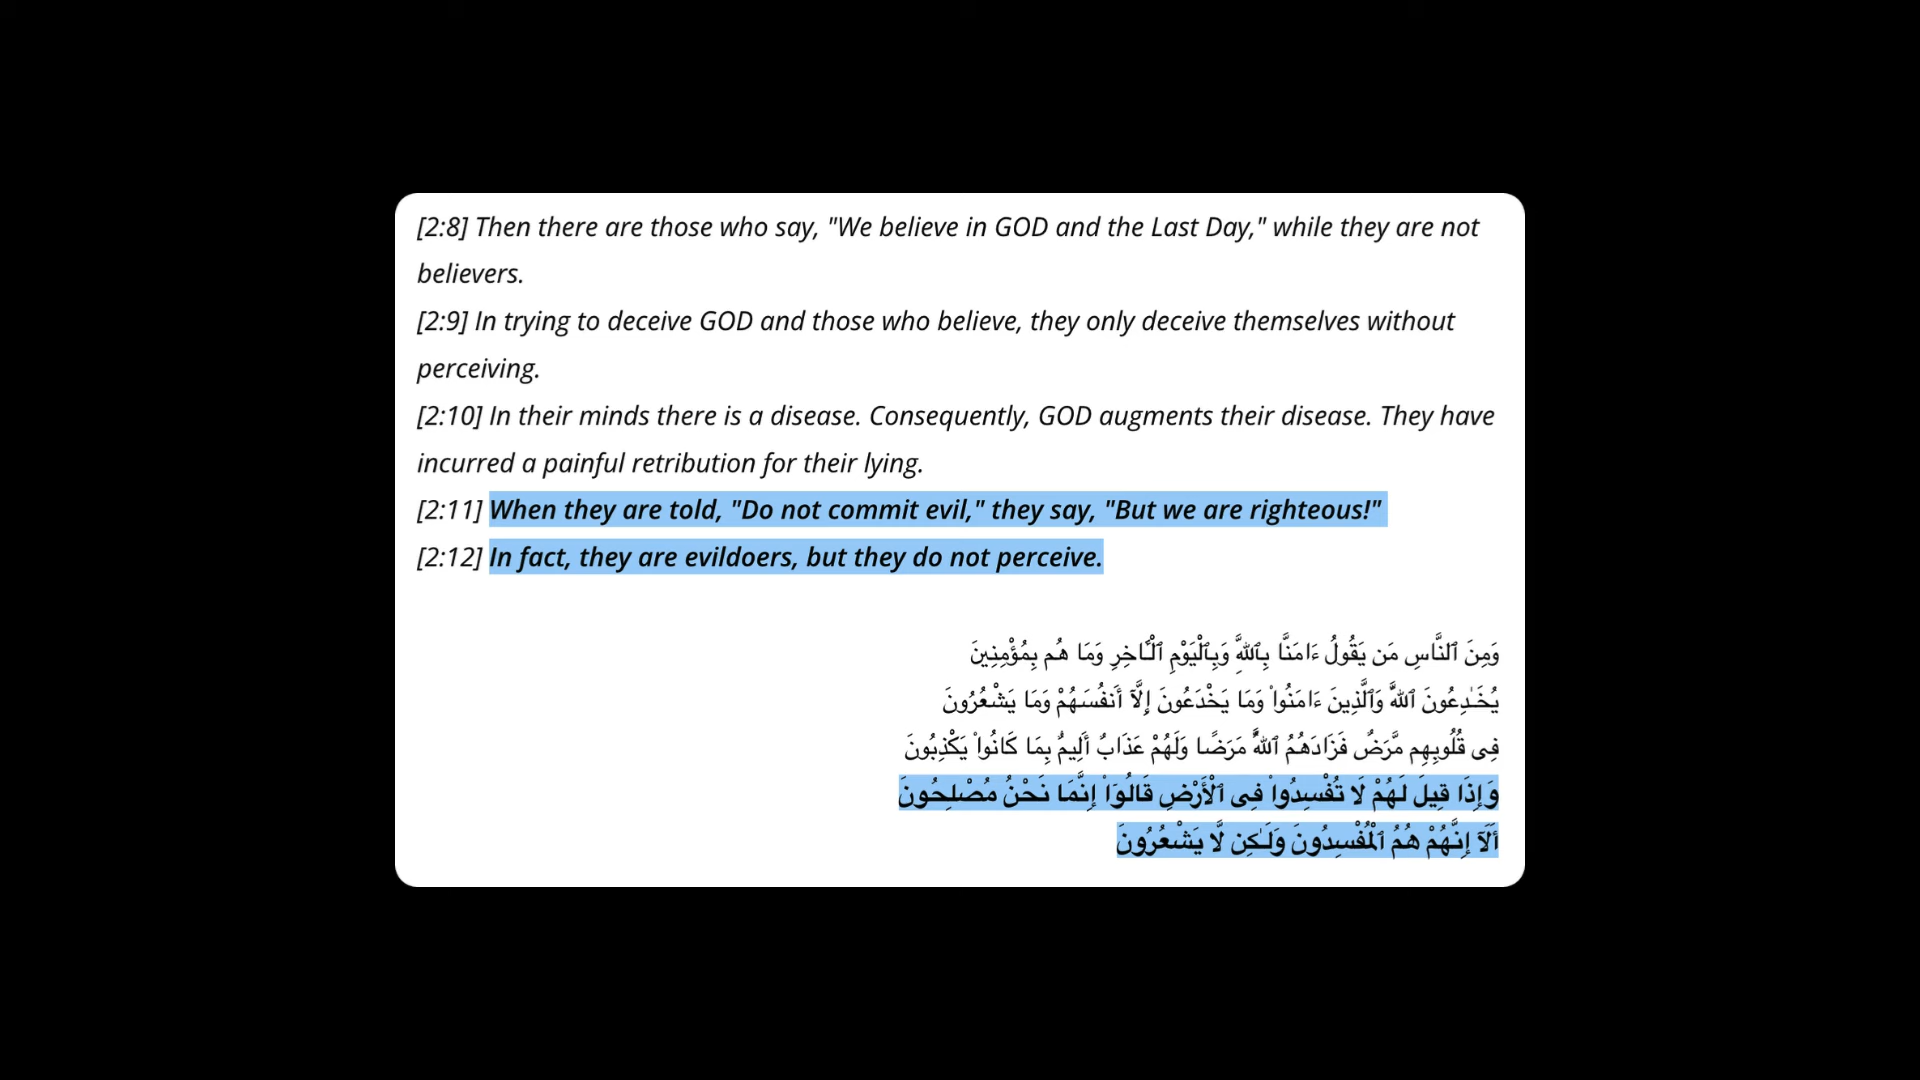 [2:8] Then there are those who say, "We believe in GOD and the Last Day," while they are not
believers.
[2:9] In trying to deceive GOD and those who believe, they only deceive themselves without
perceiving.
[2:10] In their minds there is a disease. Consequently, GOD augments their disease. They have
incurred a painful retribution for their lying.
[2:11] When they are told, "Do not commit evil," they say, "But we are righteous!"
[2:12] In fact, they are evildoers, but they do not perceive.
وَمِنَ ٱلنَّاسِ مَن يَقُولُ ءَامَنَّا بِٱللَّهِ وَبِٱلْيَوْمِ ٱلْـَٔاخِرِ وَمَا هُم بِمُؤْمِنِينَ
يُخَـٰدِعُونَ ٱللَّهَ وَٱلَّذِينَ ءَامَنُوا۟ وَمَا يَخْدَعُونَ إِلَّآ أَنفُسَهُمْ وَمَا يَشْعُرُونَ
فِى قُلُوبِهِم مَّرَضٌ فَزَادَهُمُ ٱللَّهُ مَرَضًا وَلَهُمْ عَذَابٌ أَلِيمٌ بِمَا كَانُوا۟ يَكْذِبُونَ
وَإِذَا قِيلَ لَهُمْ لَا تُفْسِدُوا۟ فِى ٱلْأَرْضِ قَالُوٓا۟ إِنَّمَا نَحْنُ مُصْلِحُونَ
أَلَآ إِنَّهُمْ هُمُ ٱلْمُفْسِدُونَ وَلَـٰكِن لَّا يَشْعُرُونَ